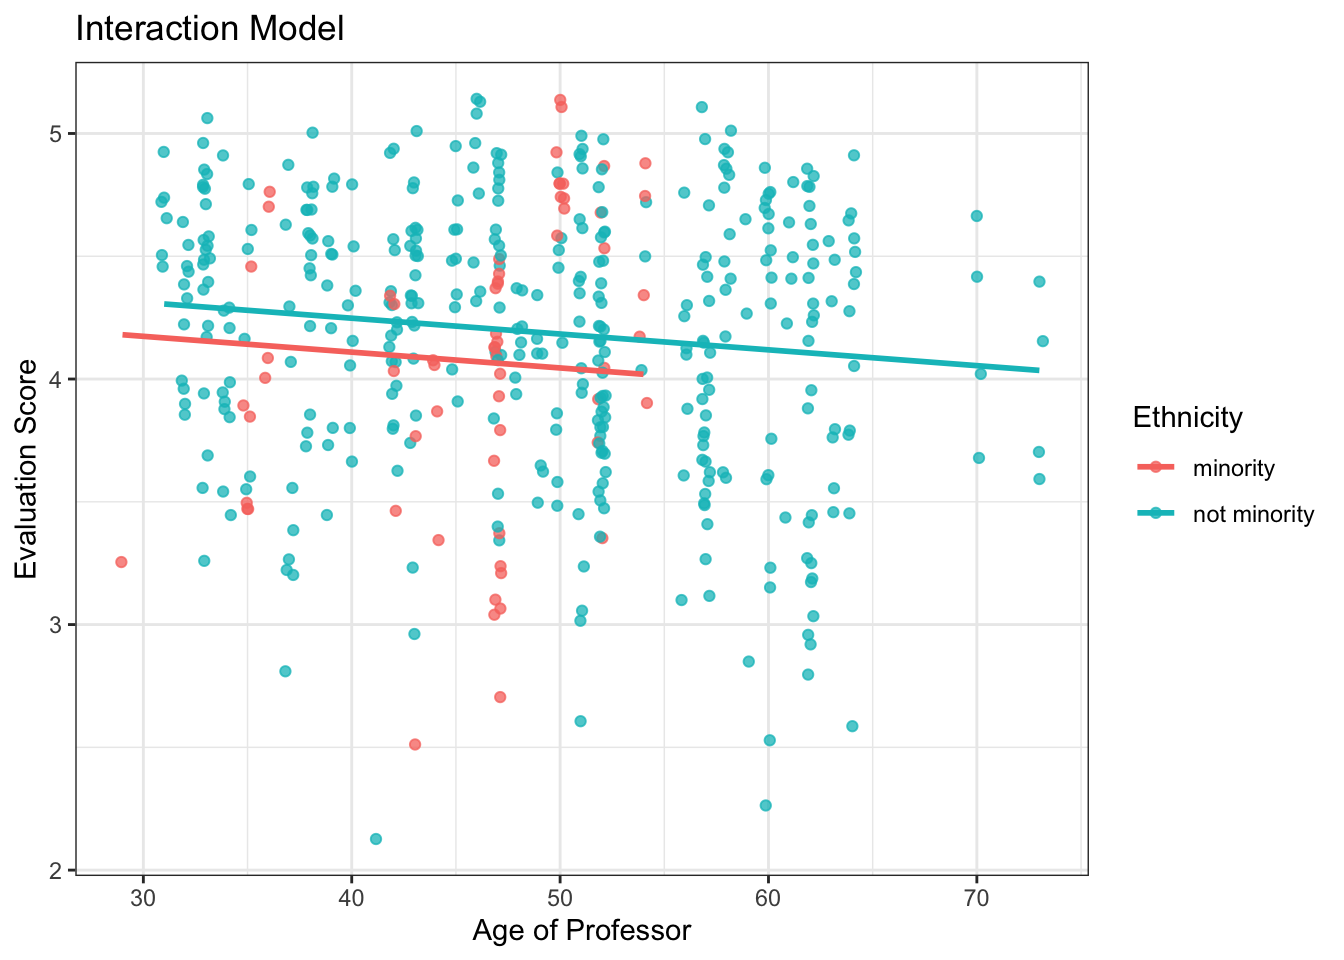 Interaction Model
5
4
3
2
Evaluation Score
30 40 50 60 70
Age of Professor
Ethnicity
minority
not minority